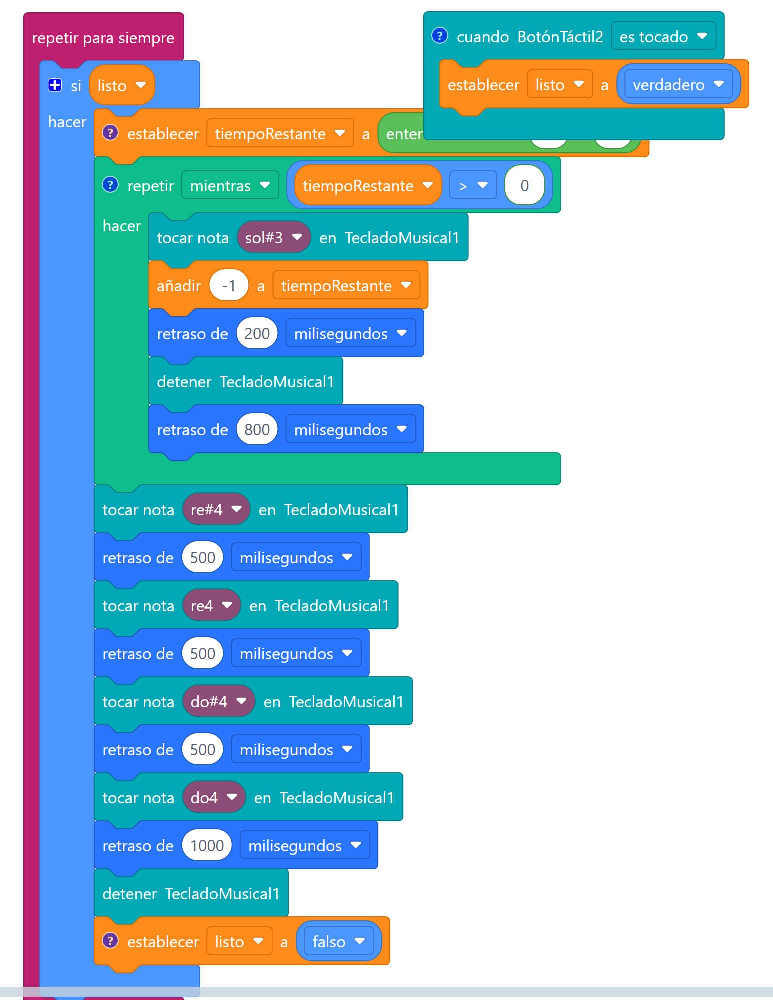 repetir para siempre
si listo
hacer
establecer tiempoRestante a
repetir mientras tiempoRestante > 0
hacer
tocar nota sol#3 en TecladoMusical1
añadir -1 a tiempoRestante
retraso de 200 milisegundos
detener TecladoMusical1
retraso de 800 milisegundos
tocar nota re#4 en TecladoMusical1
retraso de 500 milisegundos
tocar nota re4 en TecladoMusical1
retraso de 500 milisegundos
tocar nota do#4 en TecladoMusical1
retraso de 500 milisegundos
tocar nota do4 en TecladoMusical1
retraso de 1000 milisegundos
detener TecladoMusical1
establecer listo a falso
cuando BotónTáctil2 es tocado
establecer listo a verdadero